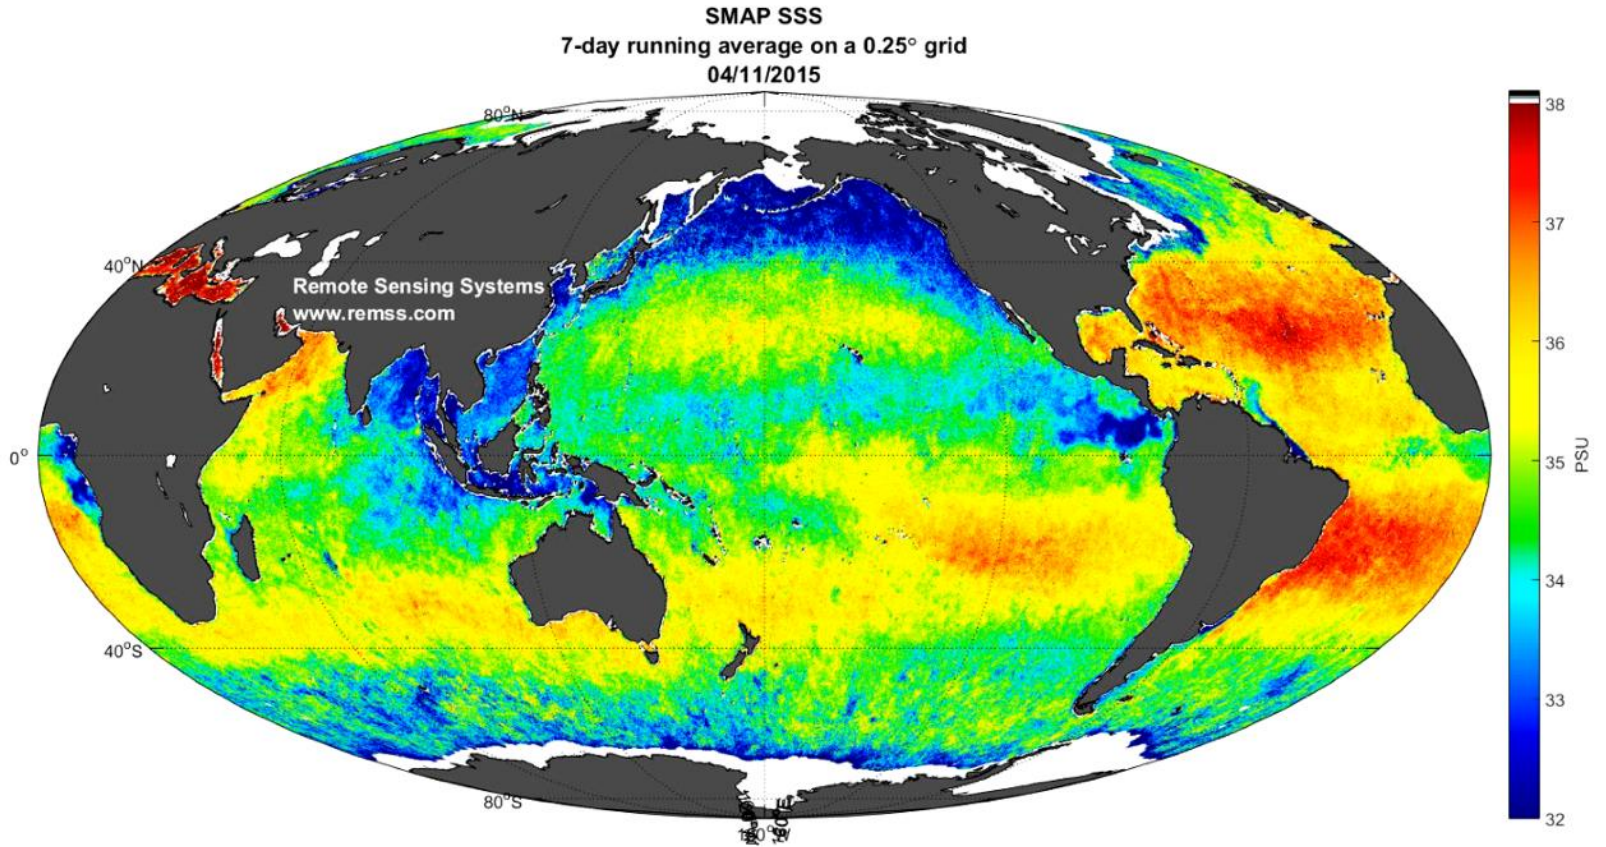 SMAP SSS
7-day running average on a 0.25° grid
04/11/2015
80°N
40°N
Remote Sensing Systems
www.remss.com
0°
40°S
80°S
38
37
36
35
34
33
32
PSU